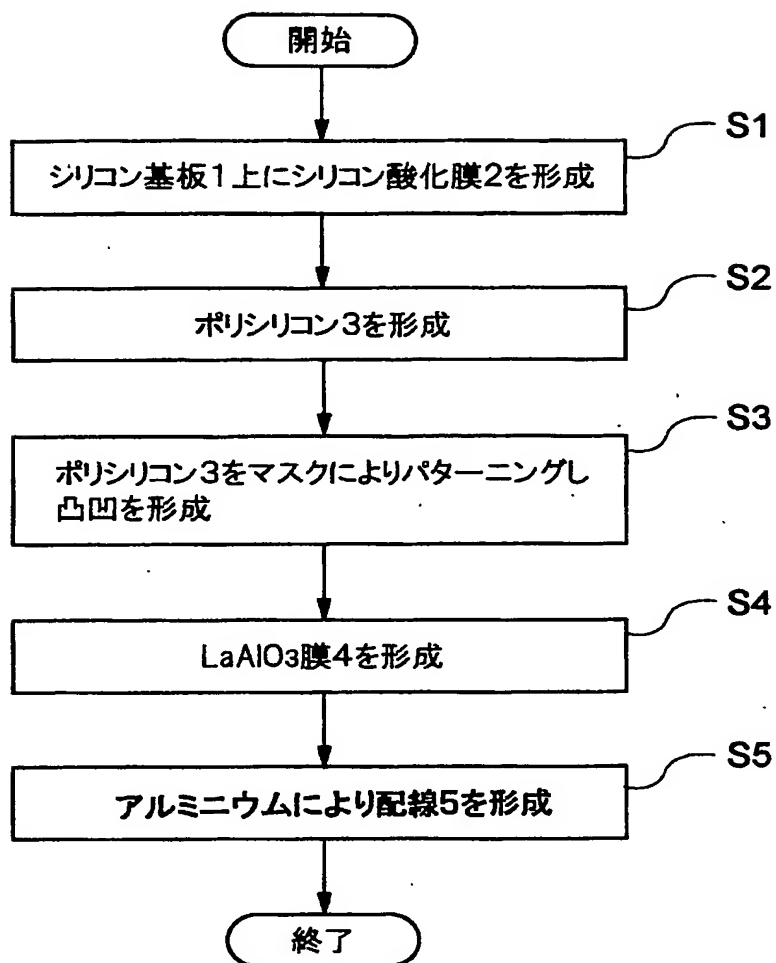 開始
S1
シリコン基板1上にシリコン酸化膜2を形成
S2
ポリシリコン3を形成
S3
ポリシリコン3をマスクによりパターニングし
凸凹を形成
S4
LaAlO₃膜4を形成
S5
アルミニウムにより配線5を形成
終了